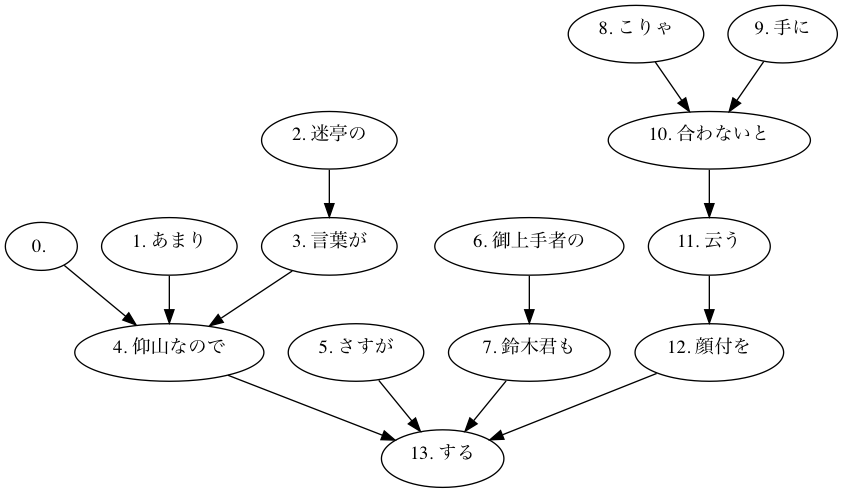 8. こりゃ
9. 手に
2. 迷亭の
10. 合わないと
0.
1. あまり
3. 言葉が
6. 御上手者の
11. 云う
4. 仰山なので
5. さすが
7. 鈴木君も
12. 顔付を
13. する